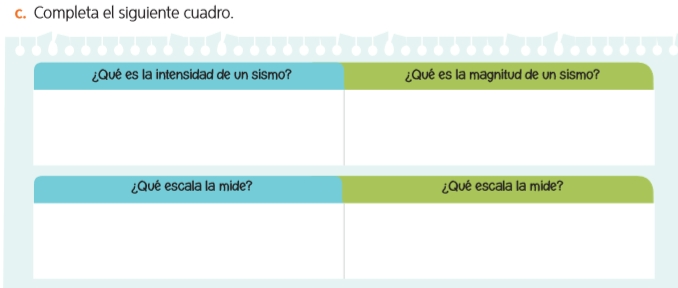 c. Completa el siguiente cuadro.
¿Qué es la intensidad de un sismo?
¿Qué es la magnitud de un sismo?
¿Qué escala la mide?
¿Qué escala la mide?